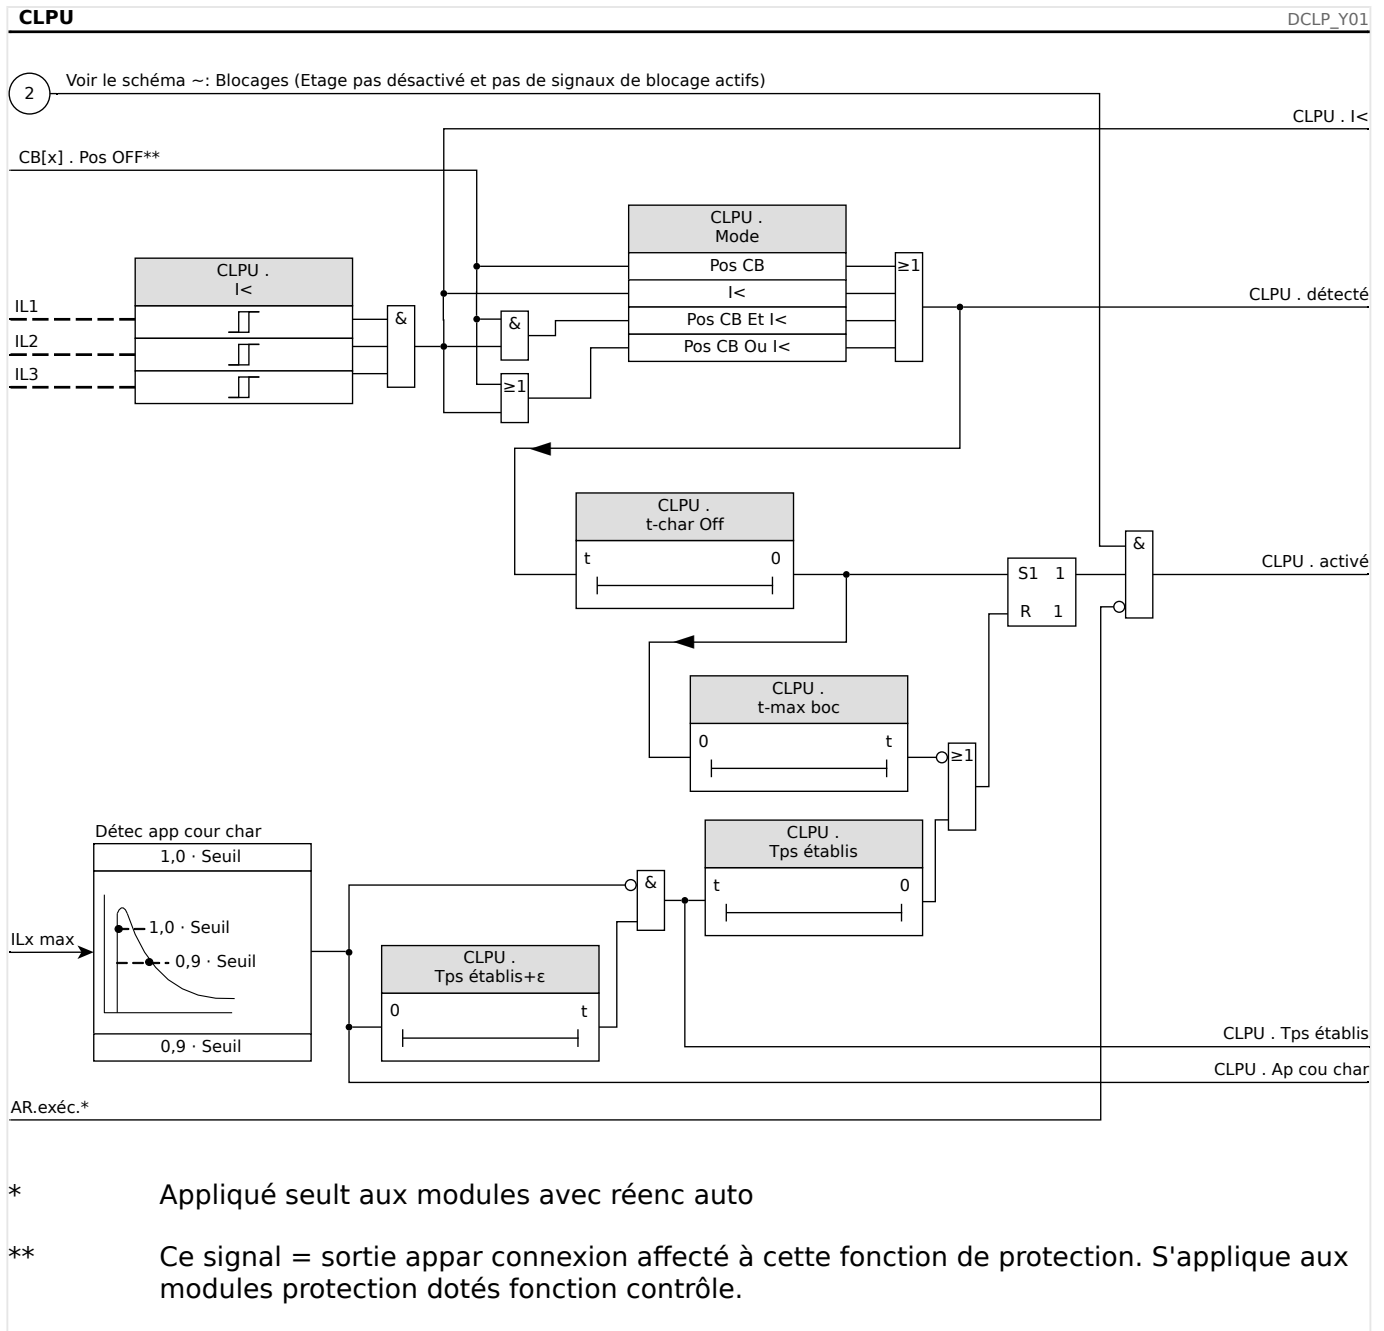 CLPU
DCLP_Y01
2
Voir le schéma ~: Blocages (Etage pas désactivé et pas de signaux de blocage actifs)
CLPU . I<
CB[x] . Pos OFF**
CLPU .
Mode
Pos CB
I<
Pos CB Et I<
Pos CB Ou I<
≥1
CLPU .
I<
IL1
IL2
IL3
&
&
≥1
CLPU . détecté
CLPU .
t-char Off
t 0
S1 1
R 1
&
CLPU . activé
CLPU .
t-max boc
0 t
≥1
CLPU .
Tps établis
t 0
Détec app cour char
1,0 · Seuil
1,0 · Seuil
0,9 · Seuil
0,9 · Seuil
ILx max
&
CLPU .
Tps établis+ε
0 t
CLPU . Tps établis
CLPU . Ap cou char
AR.exéc.*
* Appliqué seult aux modules avec réenc auto
** Ce signal = sortie appar connexion affecté à cette fonction de protection. S'applique aux
modules protection dotés fonction contrôle.